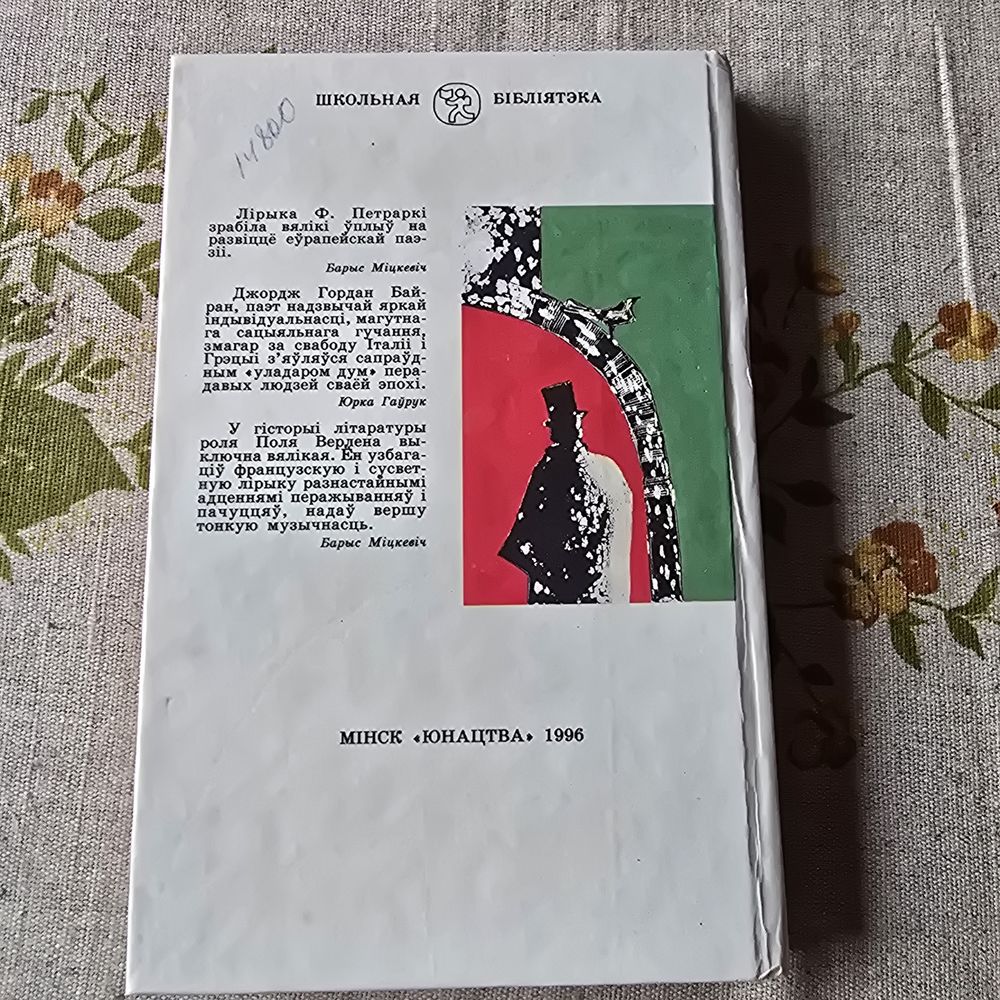 ШКОЛЬНАЯ БІБЛІЯТЭКА
14800
Лірыка Ф. Петраркі
зрабіла вялікі ўплыў на
развіццё еўрапейскай паэ-
зіі.
Барыс Міцкевіч
Джордж Гордан Бай-
ран, паэт надзвычай яркай
індывідуальнасці, магутна-
га сацыяльнага гучання,
змагар за свабоду Італіі і
Грэцыі з'яўляўся сапраўд-
ным «уладаром дум» пера-
давых людзей сваёй эпохі.
Юрка Гаўрук
У гісторыі літаратуры
роля Поля Верлена вы-
ключна вялікая. Ён узбага-
ціў французскую і сусвет-
ную лірыку разнастайнымі
адценнямі перажыванняў і
пачуццяў, надаў вершу
тонкую музычнасць.
Барыс Міцкевіч
МІНСК «ЮНАЦТВА» 1996